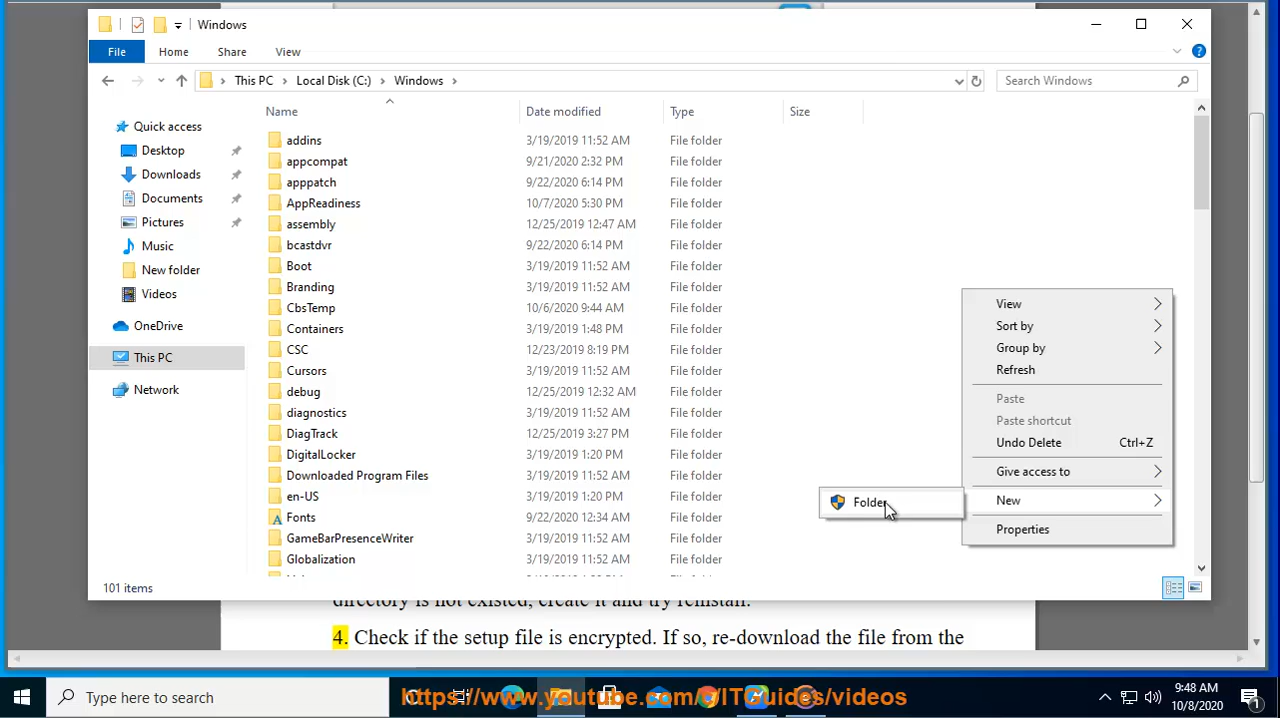 Windows
File Home Share View
This PC Local Disk (C:) Windows Search Windows
Name Date modified Type Size
Quick access
Desktop
Downloads
Documents
Pictures
Music
New folder
Videos
OneDrive
This PC
Network
addins 3/19/2019 11:52 AM File folder
appcompat 9/21/2020 2:32 PM File folder
apppatch 9/22/2020 6:14 PM File folder
AppReadiness 10/7/2020 5:30 PM File folder
assembly 12/25/2019 12:47 AM File folder
bcastdvr 9/22/2020 6:14 PM File folder
Boot 3/19/2019 11:52 AM File folder
Branding 3/19/2019 11:52 AM File folder
CbsTemp 10/6/2020 9:44 AM File folder
Containers 3/19/2019 1:48 PM File folder
CSC 12/23/2020 8:19 PM File folder
Cursors 3/19/2019 11:52 AM File folder
debug 12/25/2019 12:32 AM File folder
diagnostics 3/19/2019 11:52 AM File folder
DiagTrack 12/25/2019 3:27 PM File folder
DigitalLocker 3/19/2019 1:20 PM File folder
Downloaded Program Files 3/19/2019 11:52 AM File folder
en-US 3/19/2019 1:20 PM File folder
Fonts 9/22/2020 12:34 AM File folder
GameBarPresenceWriter 3/19/2019 11:52 AM File folder
Globalization 3/19/2019 11:52 AM File folder
View
Sort by
Group by
Refresh
Paste
Paste shortcut
Undo Delete Ctrl+Z
Give access to
New
Folder
Properties
101 items
directory is not existed, create it and try reinstall.
4. Check if the setup file is encrypted. If so, re-download the file from the
Type here to search
https://www.youtube.com/c/ITGuides/videos
9:48 AM
10/8/2020
1